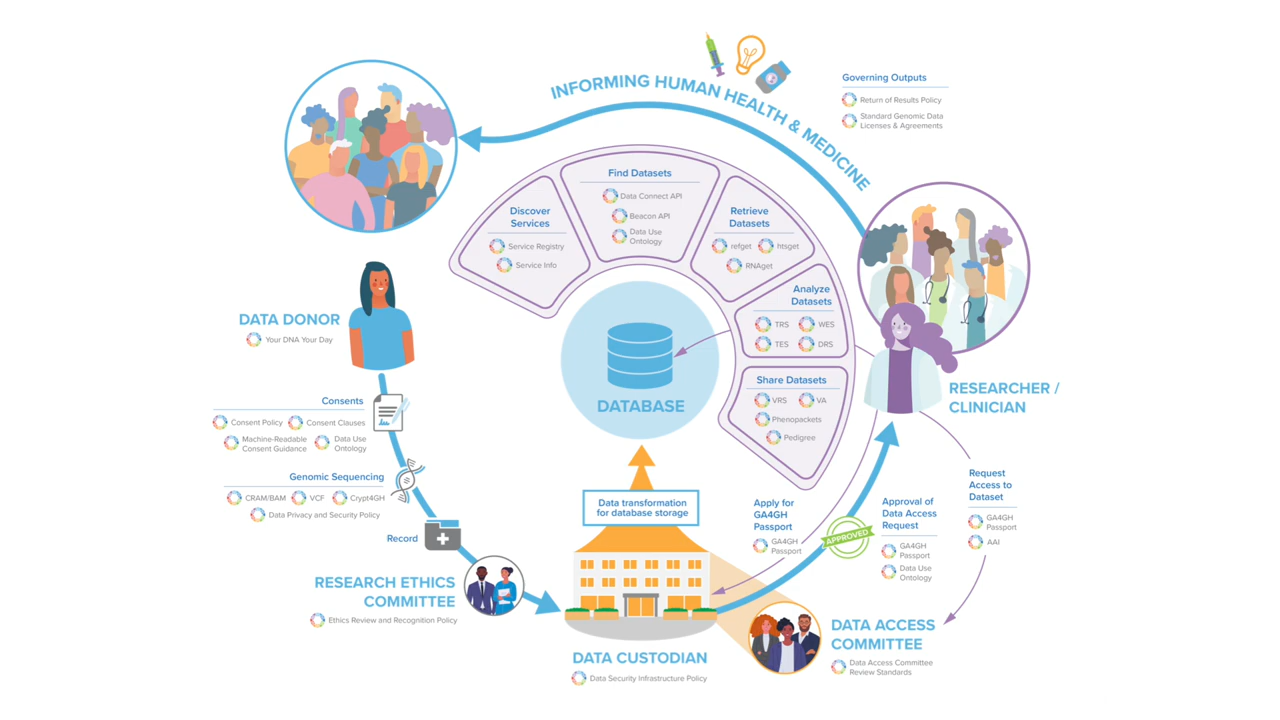 INFORMING HUMAN HEALTH & MEDICINE
Governing Outputs
Return of Results Policy
Standard Genomic Data
Licenses & Agreements
Find Datasets
Data Connect API
Beacon API
Data Use
Ontology
Discover
Services
Service Registry
Service Info
Retrieve
Datasets
refget
htsget
RNAget
Analyze
Datasets
TRS
WES
TES
DRS
Share Datasets
VRS
VA
Phenopackets
Pedigree
DATABASE
DATA DONOR
Your DNA Your Day
RESEARCHER /
CLINICIAN
Consents
Consent Policy
Consent Clauses
Machine-Readable
Consent Guidance
Data Use
Ontology
Genomic Sequencing
CRAM/BAM
VCF
Crypt4GH
Data Privacy and Security Policy
Record
RESEARCH ETHICS
COMMITTEE
Ethics Review and Recognition Policy
Data transformation
for database storage
DATA CUSTODIAN
Data Security Infrastructure Policy
Apply for
GA4GH
Passport
GA4GH
Passport
APPROVED
Approval of
Data Access
Request
GA4GH
Passport
Data Use
Ontology
Request
Access to
Dataset
GA4GH
Passport
AAI
DATA ACCESS
COMMITTEE
Data Access Committee
Review Standards